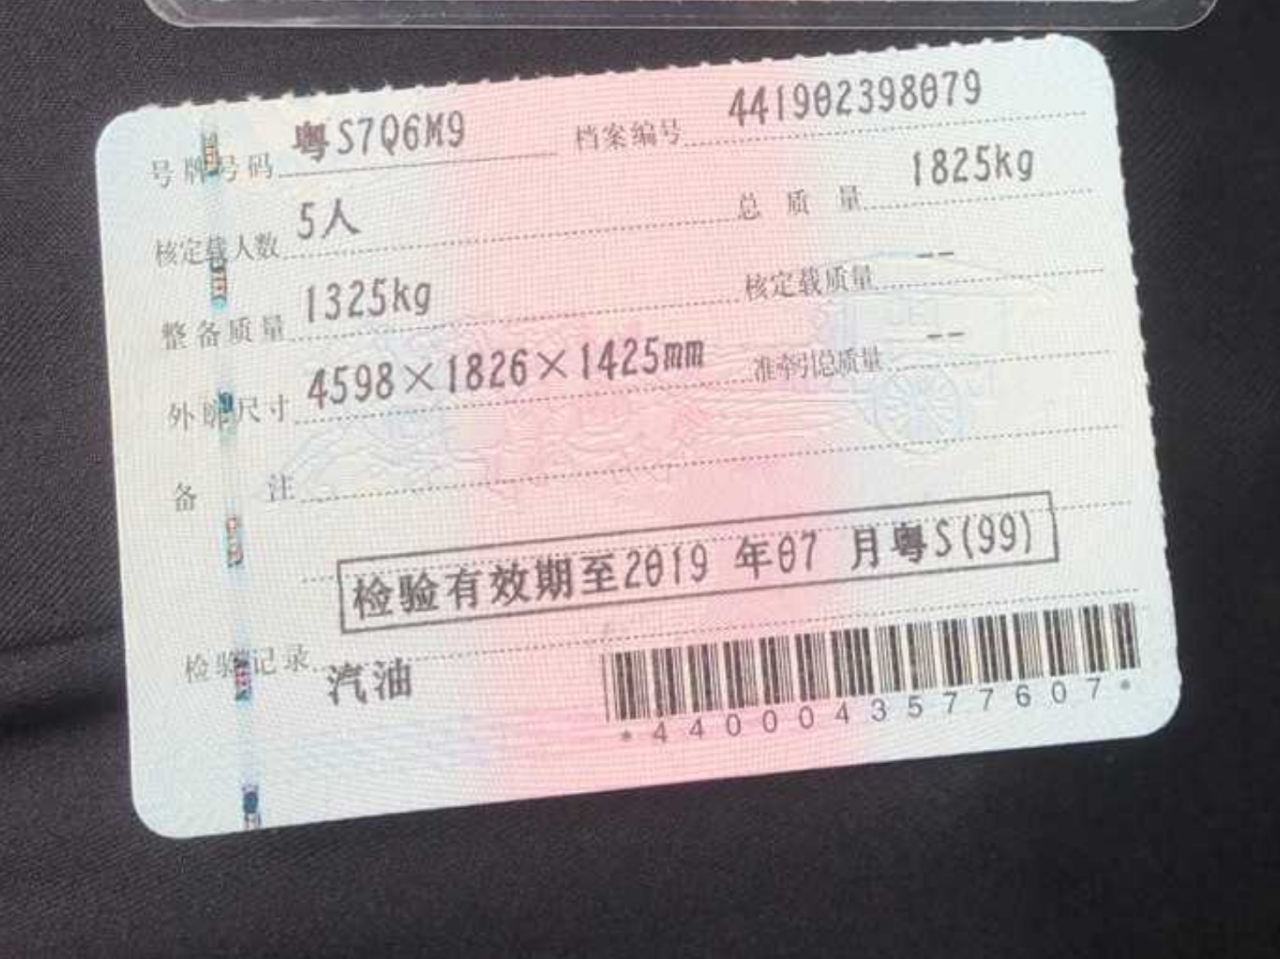 号牌号码 粤S7Q6M9 档案编号 441902398079
核定载人数 5人 总质量 1825kg
整备质量 1325kg 核定载质量 --
外廓尺寸 4598×1826×1425mm 准牵引总质量 --
备注
检验有效期至2019 年07 月粤S(99)
检验记录
汽油
*4400043577607*